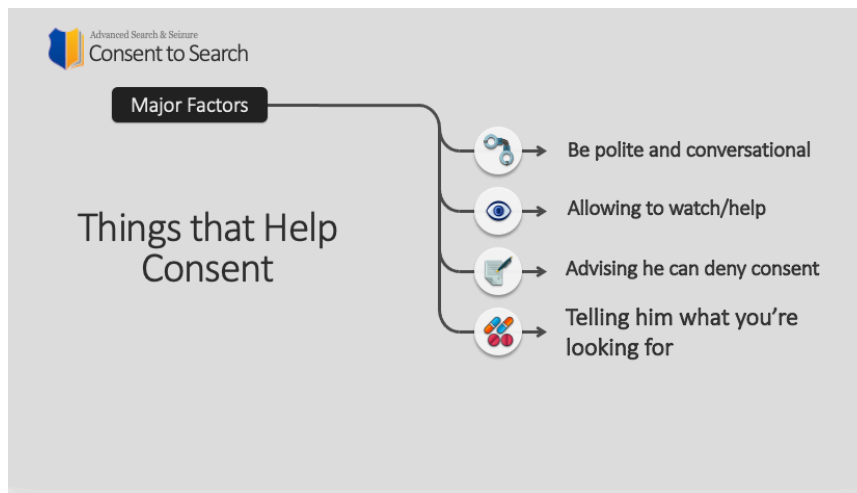 Advanced Search & Seizure
Consent to Search
Major Factors
Things that Help
Consent
Be polite and conversational
Allowing to watch/help
Advising he can deny consent
Telling him what you’re
looking for